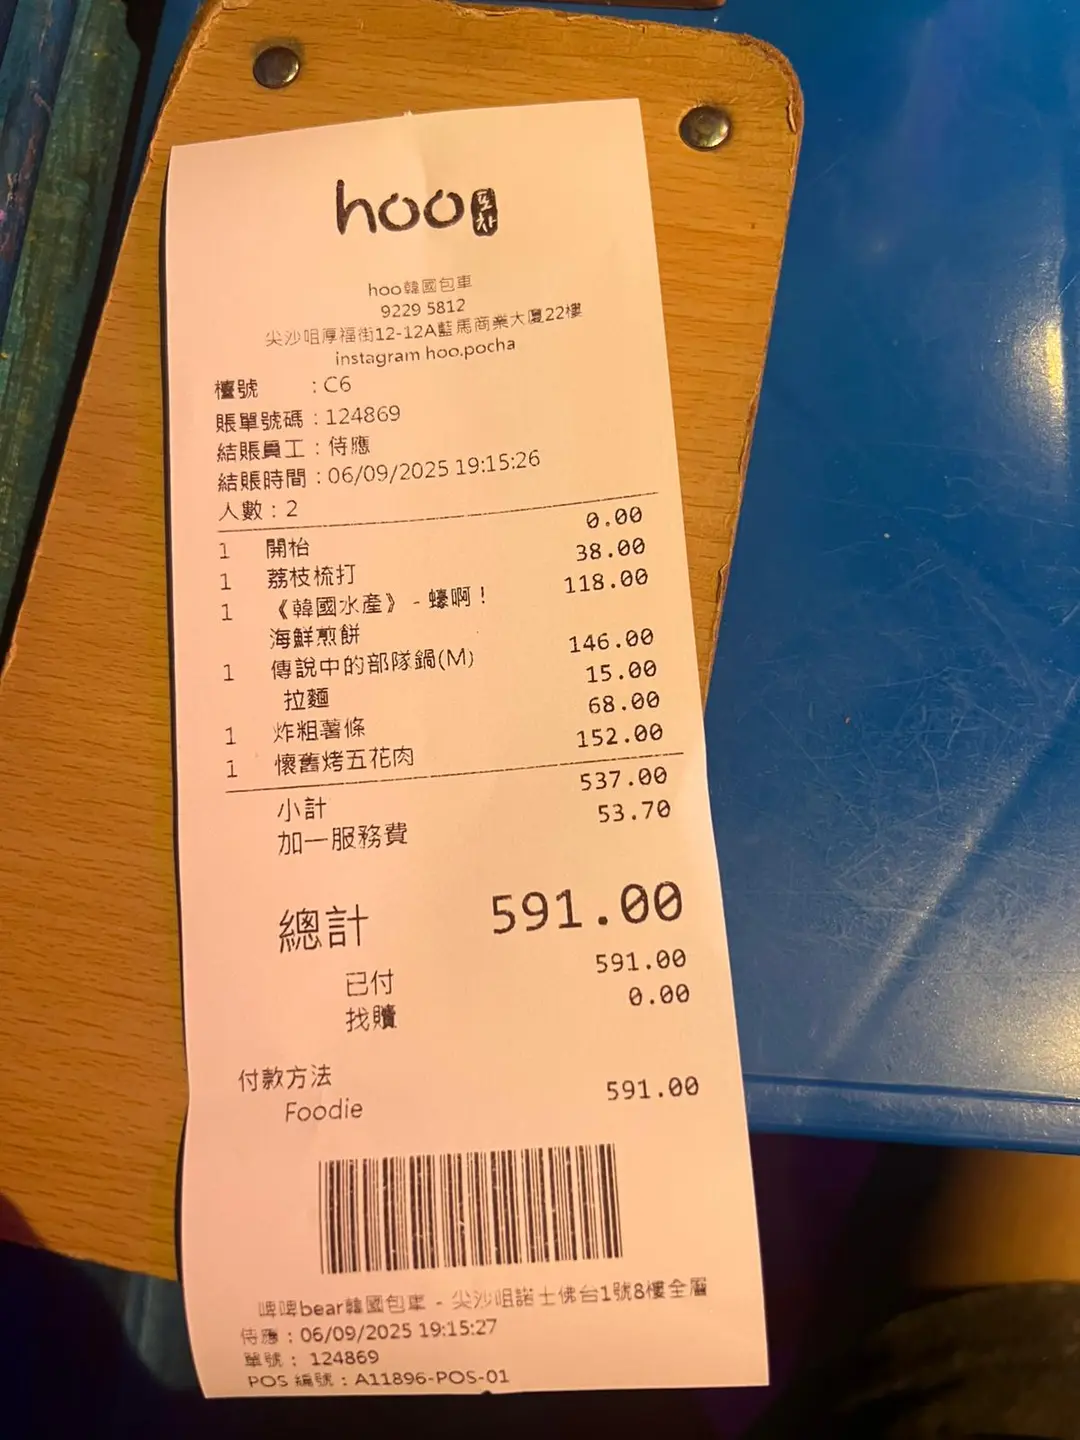 hoo포차
hoo韓國包車
9229 5812
尖沙咀厚福街12-12A藍馬商業大廈22樓
instagram hoo.pocha
檯號 : C6
賬單號碼 : 124869
結賬員工 : 侍應
結賬時間 : 06/09/2025 19:15:26
人數 : 2
1 開枱 0.00
1 荔枝梳打 38.00
1 《韓國水產》 - 蠔啊！ 118.00
海鮮煎餅
1 傳說中的部隊鍋(M) 146.00
拉麵 15.00
1 炸粗薯條 68.00
1 懷舊烤五花肉 152.00
小計 537.00
加一服務費 53.70
總計 591.00
已付 591.00
找贖 0.00
付款方法
Foodie 591.00
啤啤bear韓國包車 - 尖沙咀諾士佛台1號8樓全層
侍應 : 06/09/2025 19:15:27
單號 : 124869
POS 編號 : A11896-POS-01